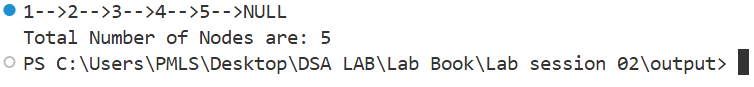 1-->2-->3-->4-->5-->NULL
Total Number of Nodes are: 5
PS C:\Users\PMLS\Desktop\DSA LAB\Lab Book\Lab session 02\output>